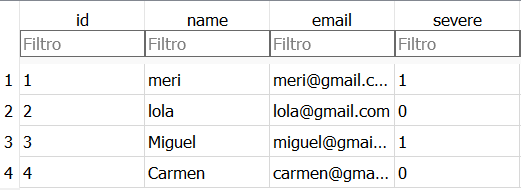 id name email severe
Filtro Filtro Filtro Filtro
1 1 meri meri@gmail.c... 1
2 2 lola lola@gmail.com 0
3 3 Miguel miguel@gmai... 1
4 4 Carmen carmen@gma... 0